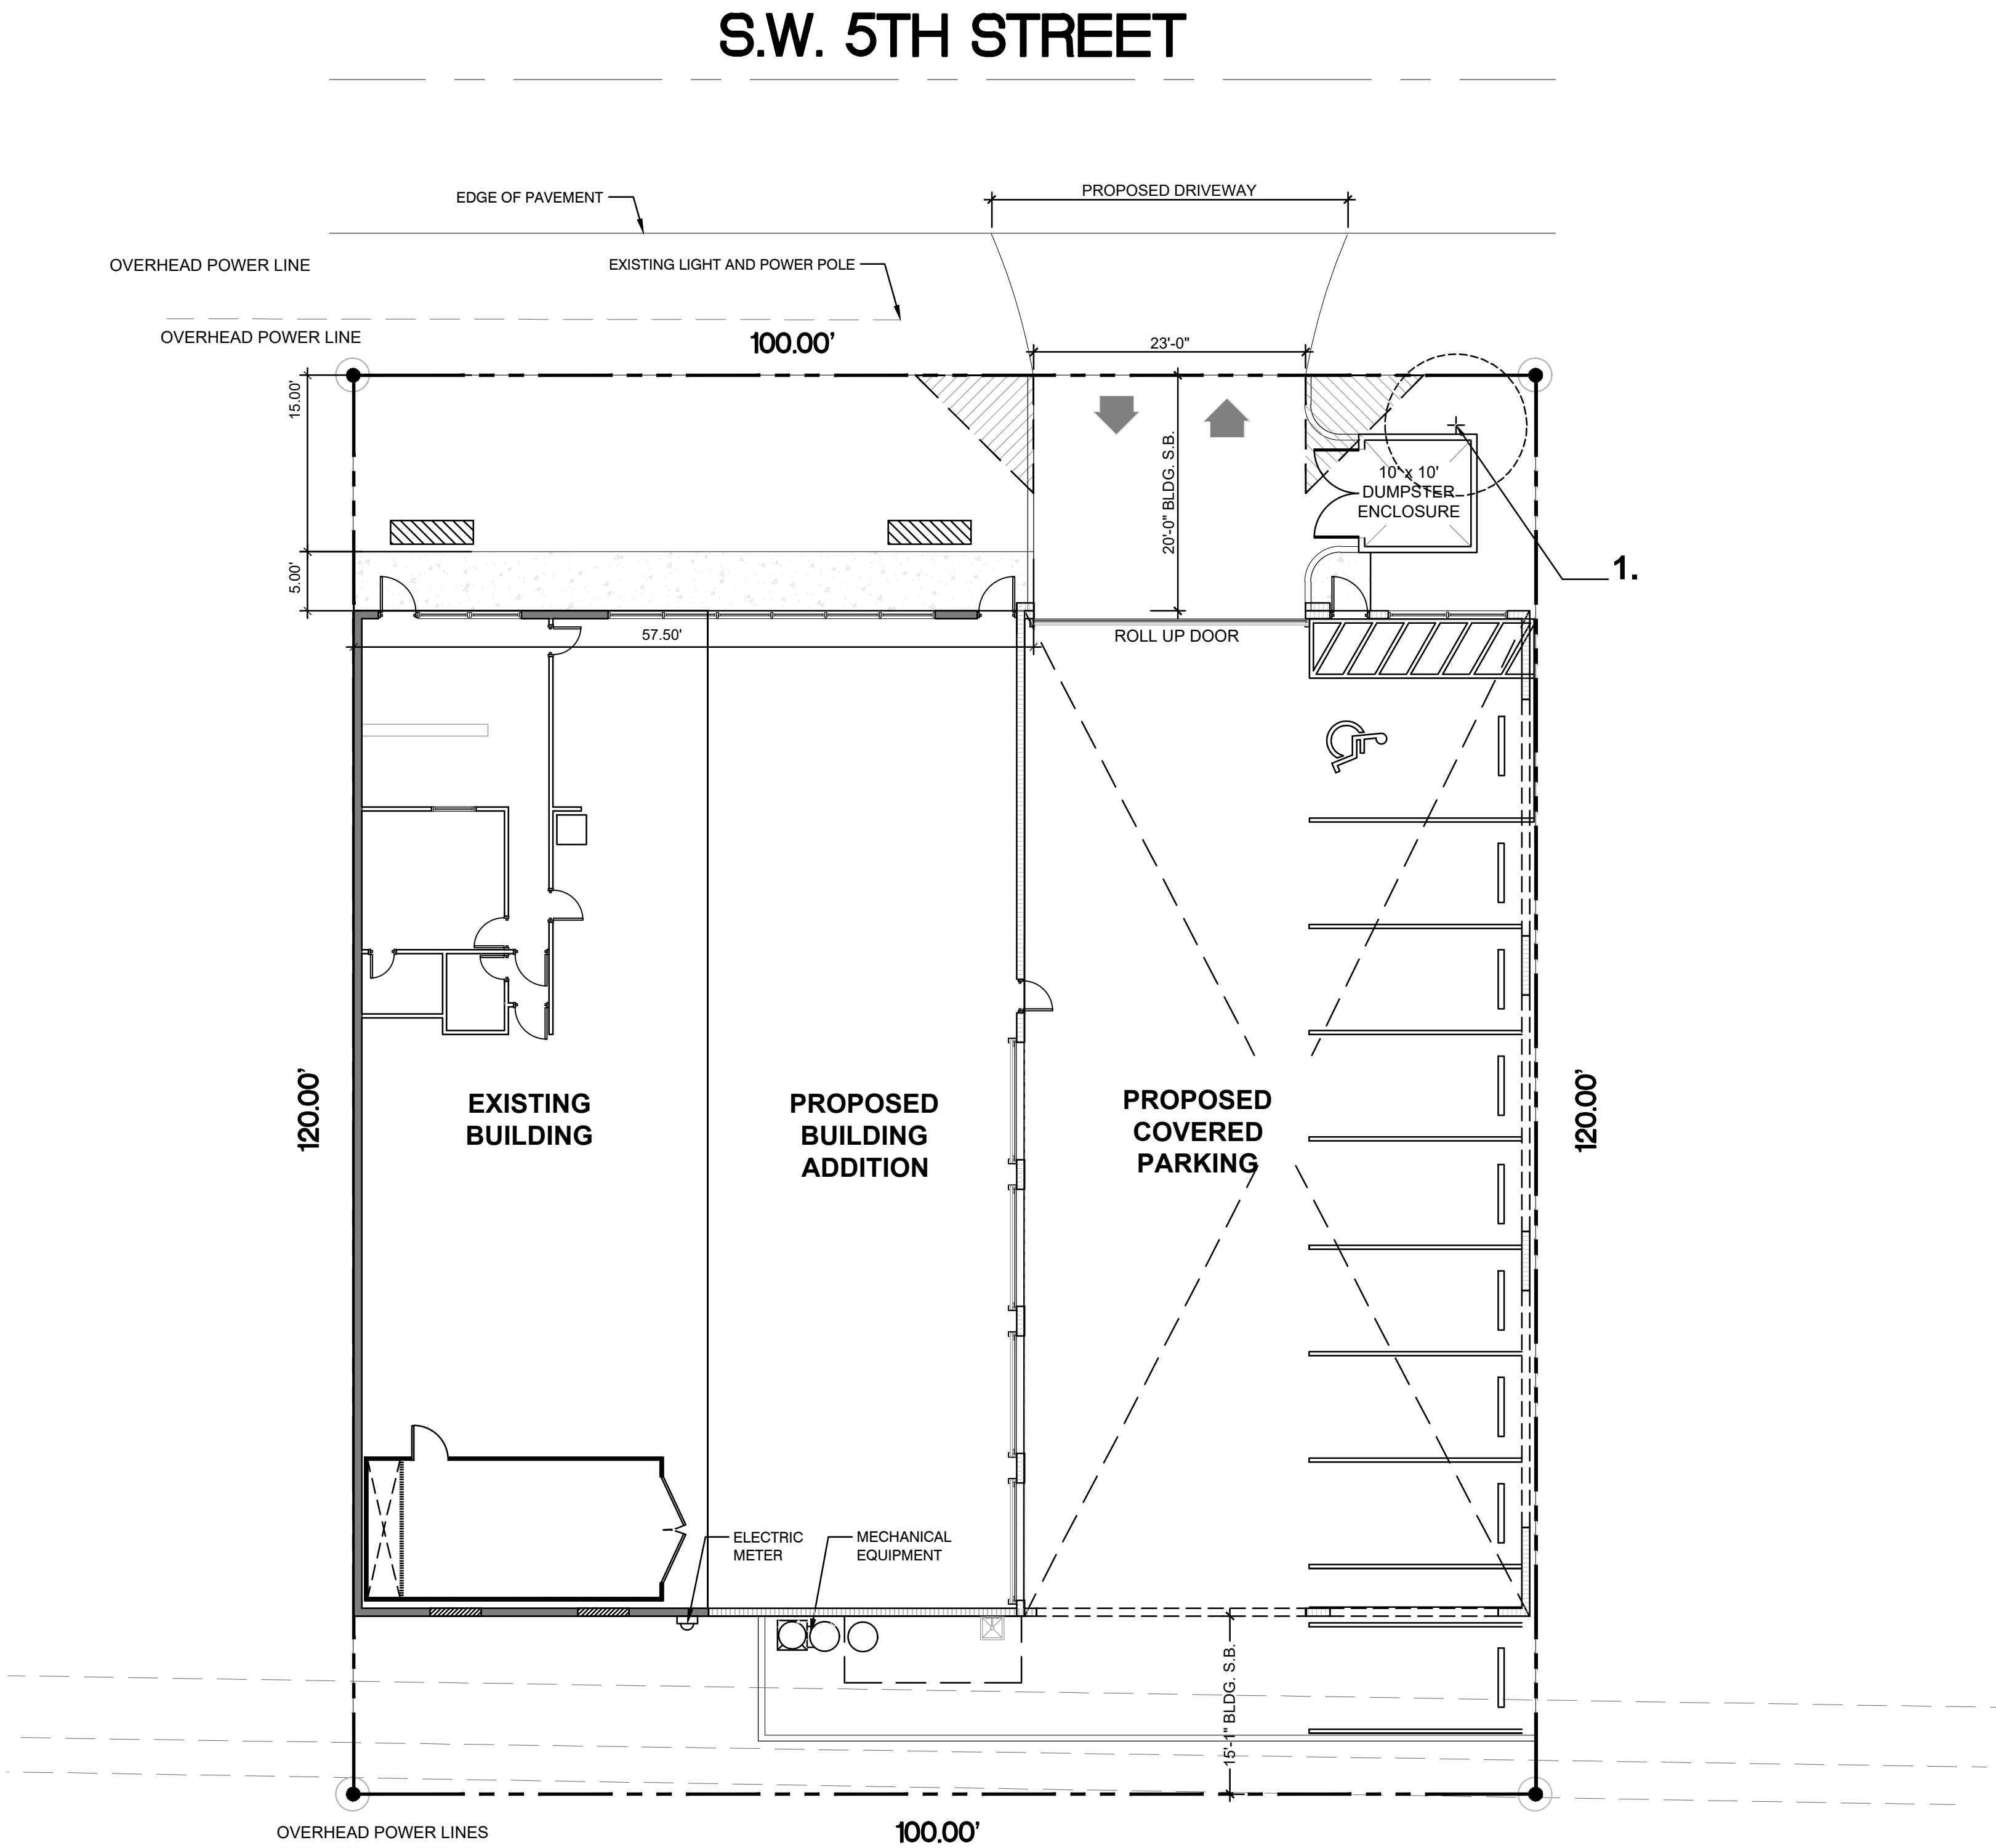 S.W. 5TH STREET
PROPOSED DRIVEWAY
EDGE OF PAVEMENT
OVERHEAD POWER LINE
EXISTING LIGHT AND POWER POLE
OVERHEAD POWER LINE
100.00'
23'-0"
15.00'
20'-0" BLDG. S.B.
10' x 10'
DUMPSTER
ENCLOSURE
1.
5.00'
57.50'
ROLL UP DOOR
120.00'
EXISTING
BUILDING
PROPOSED
BUILDING
ADDITION
PROPOSED
COVERED
PARKING
120.00'
ELECTRIC
METER
MECHANICAL
EQUIPMENT
15'-1" BLDG. S.B.
OVERHEAD POWER LINES
100.00'